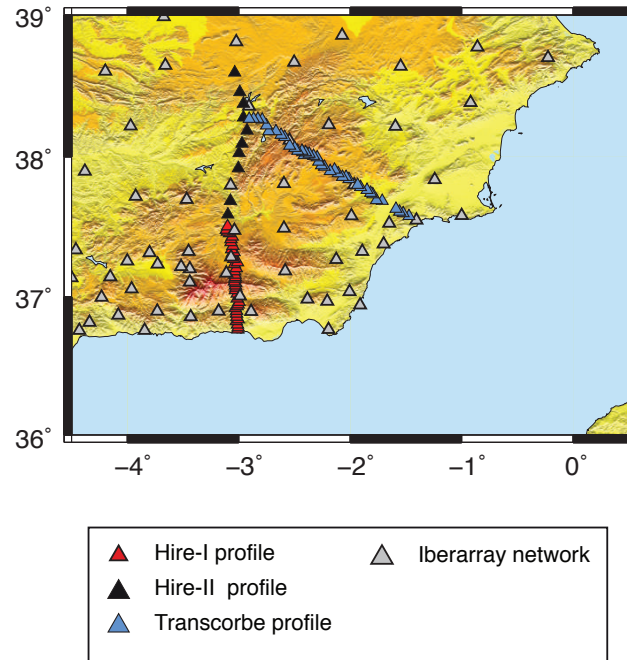 39°
38°
37°
36°
−4° −3° −2° −1° 0°
Hire-I profile
Iberarray network
Hire-II profile
Transcorbe profile